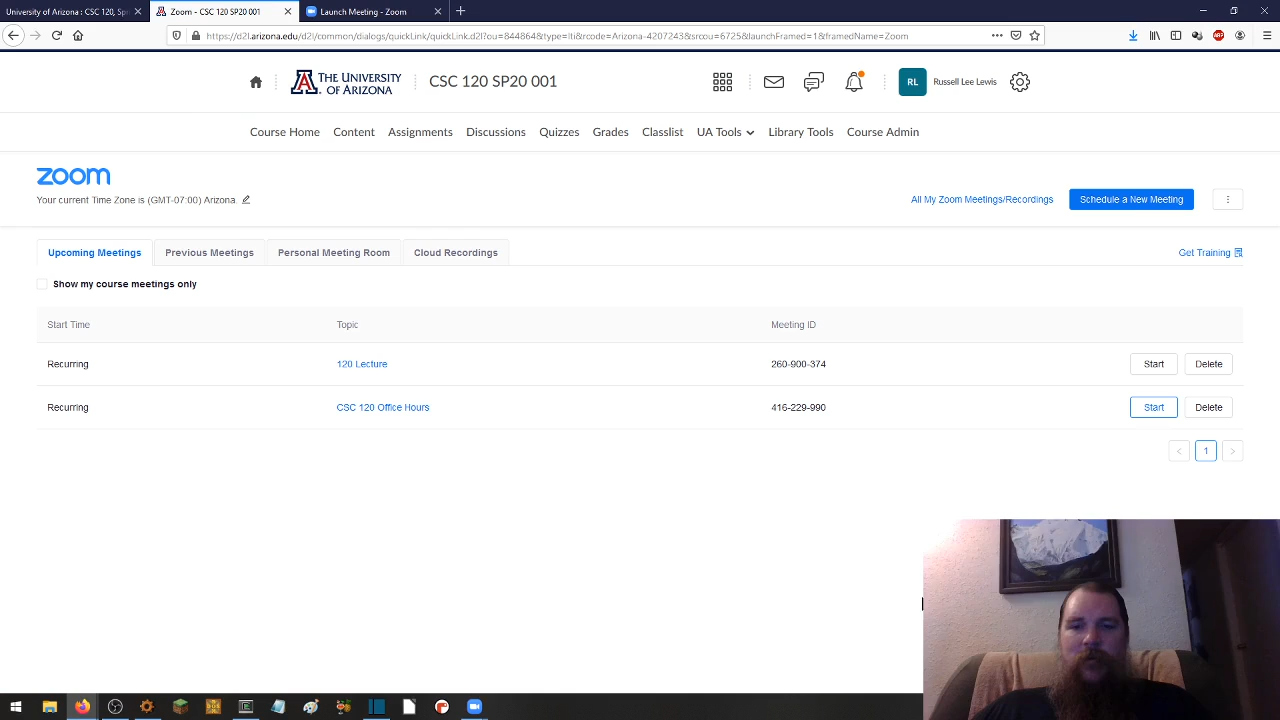 University of Arizona : CSC 120, Sp
Zoom - CSC 120 SP20 001
Launch Meeting - Zoom
https://d2l.arizona.edu/d2l/common/dialogs/quickLink/quickLink.d2l?ou=844864&type=lti&rcode=Arizona-4207243&srcou=6725&launchFramed=1&framedName=Zoom
THE UNIVERSITY
OF ARIZONA
CSC 120 SP20 001
RL
Russell Lee Lewis
Course Home
Content
Assignments
Discussions
Quizzes
Grades
Classlist
UA Tools
Library Tools
Course Admin
zoom
Your current Time Zone is (GMT-07:00) Arizona.
All My Zoom Meetings/Recordings
Schedule a New Meeting
Upcoming Meetings
Previous Meetings
Personal Meeting Room
Cloud Recordings
Get Training
Show my course meetings only
Start Time
Topic
Meeting ID
Recurring
120 Lecture
260-900-374
Start
Delete
Recurring
CSC 120 Office Hours
416-229-990
Start
Delete
1